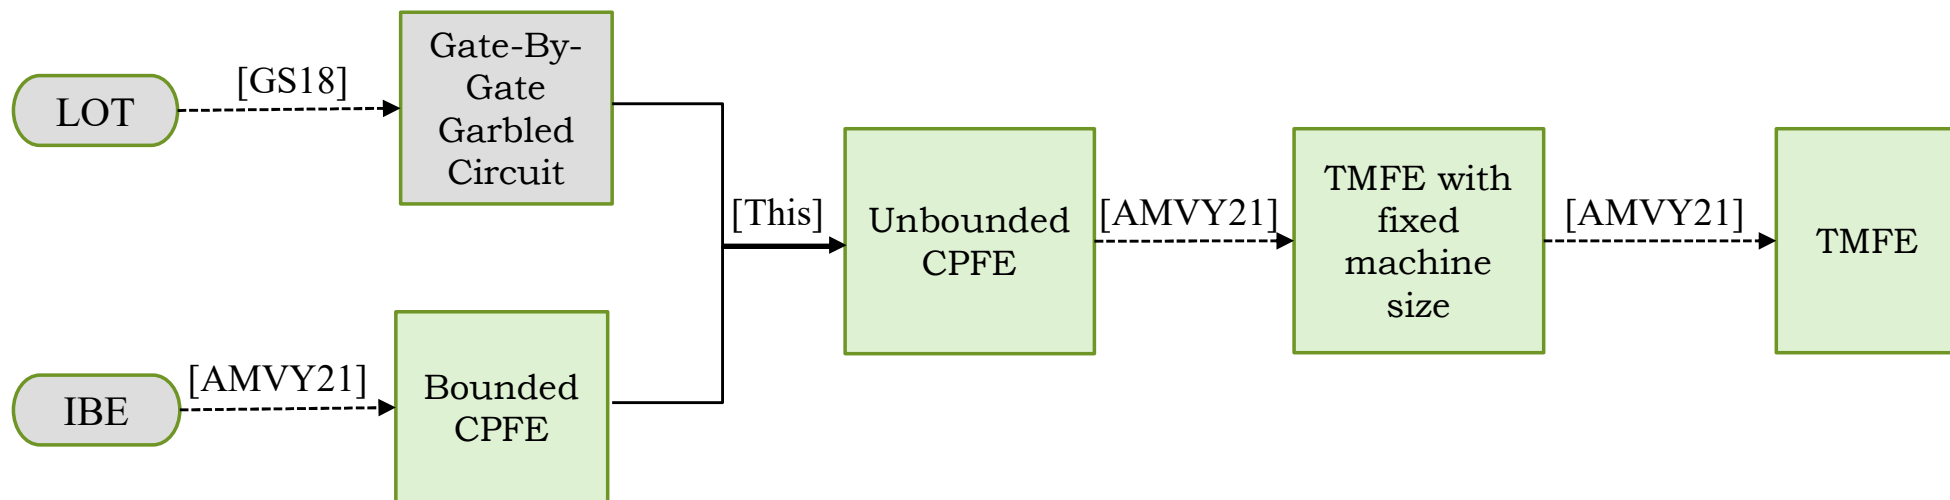 LOT
[GS18]
Gate-By-
Gate
Garbled
Circuit
IBE
[AMVY21]
Bounded
CPFE
[This]
Unbounded
CPFE
[AMVY21]
TMFE with
fixed
machine
size
[AMVY21]
TMFE